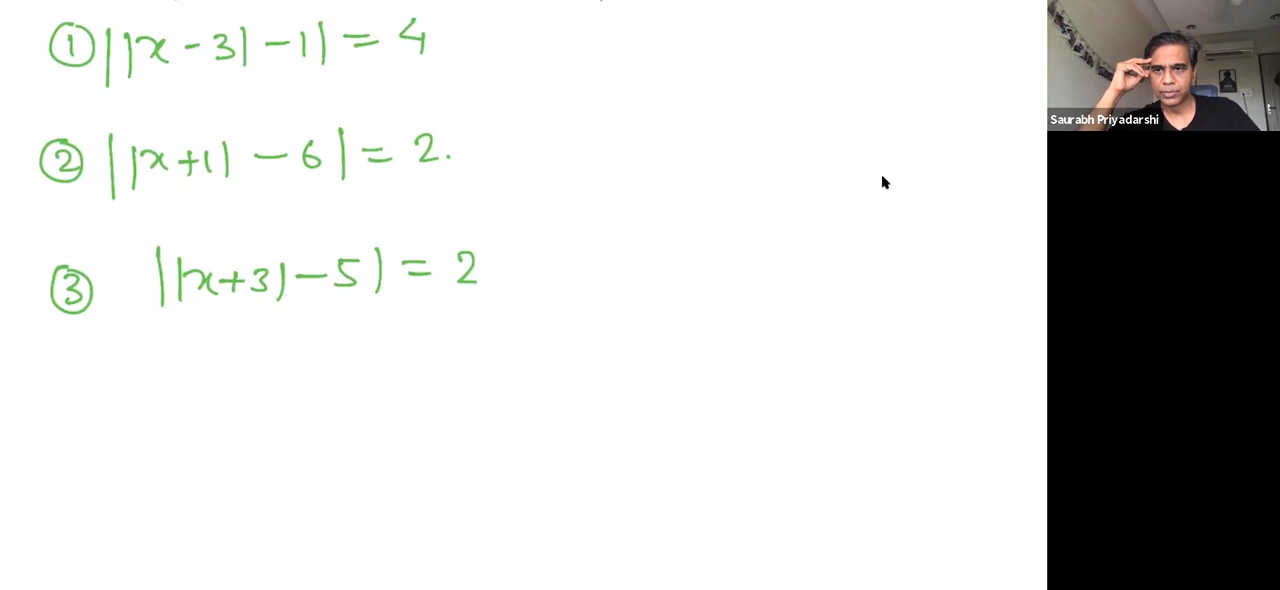 ① ||x - 3| - 1| = 4
② ||x + 1| - 6| = 2.
③ ||x + 3| - 5| = 2
Saurabh Priyadarshi